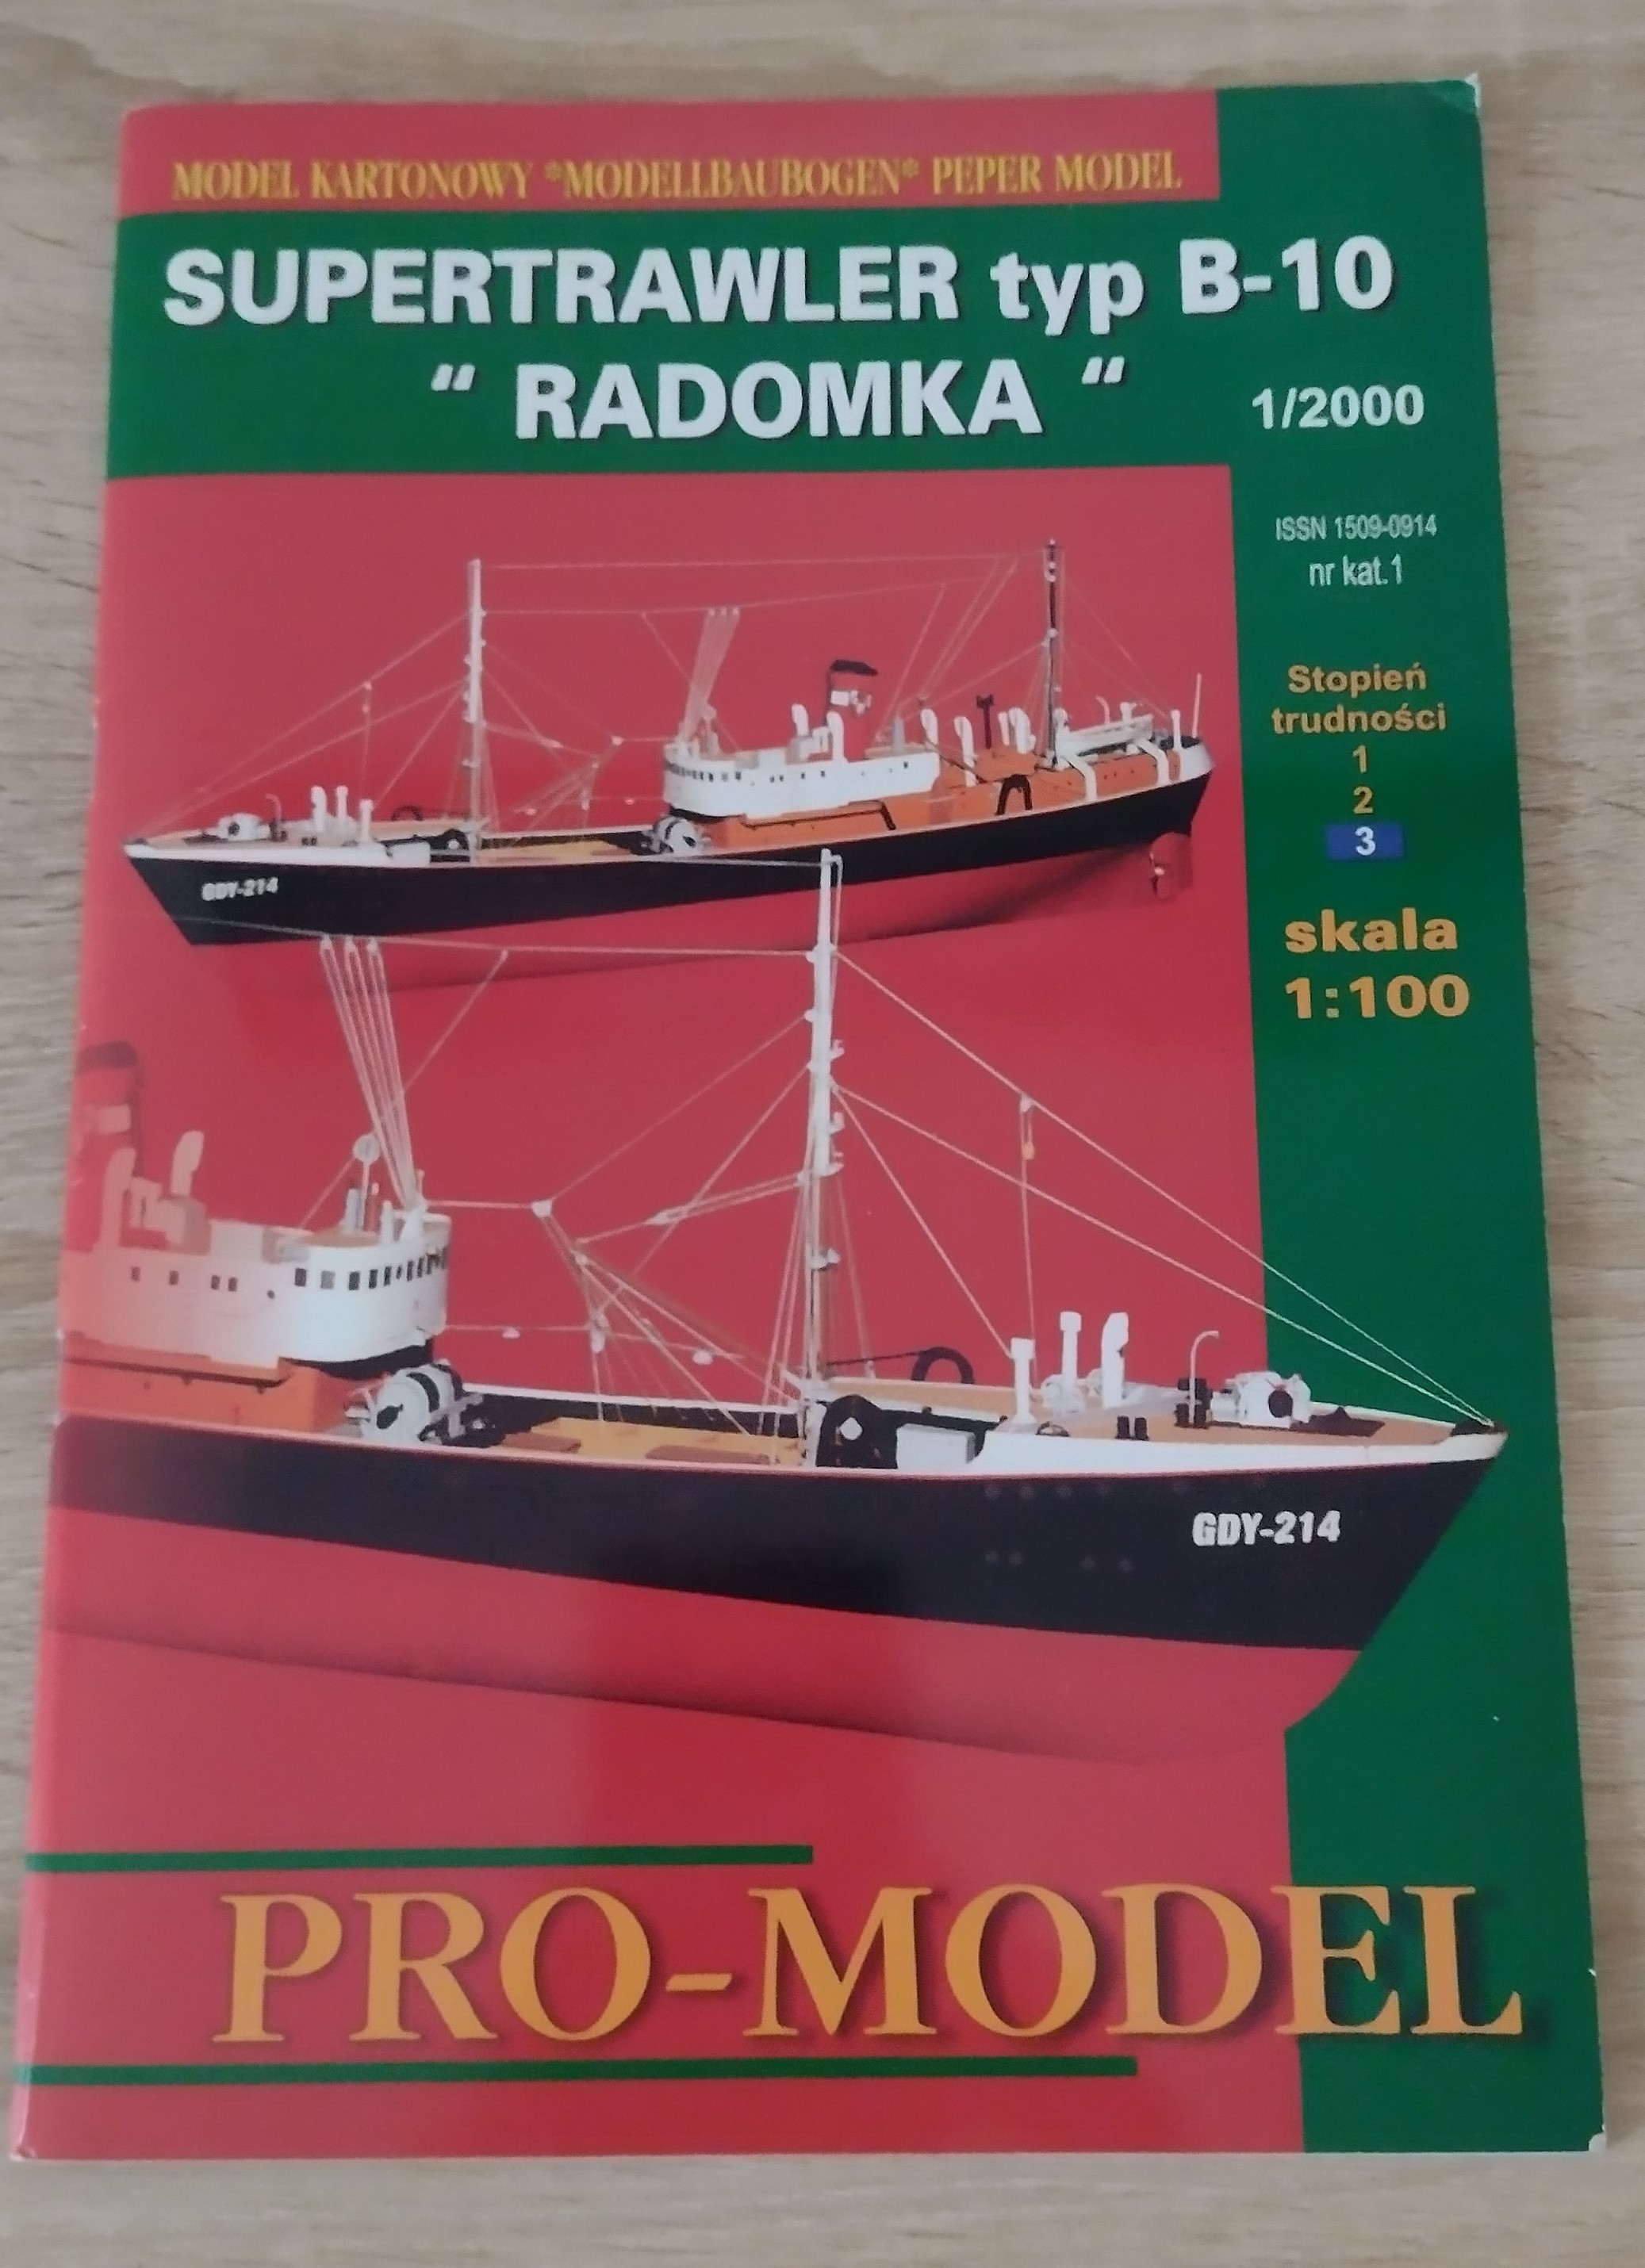 MODEL KARTONOWY *MODELLBAUBOGEN* PEPER MODEL
SUPERTRAWLER typ B-10
“ RADOMKA “
1/2000
ISSN 1509-0914
nr kat.1
Stopień
trudności
1
2
3
skala
1:100
GDY-214
GDY-214
PRO-MODEL